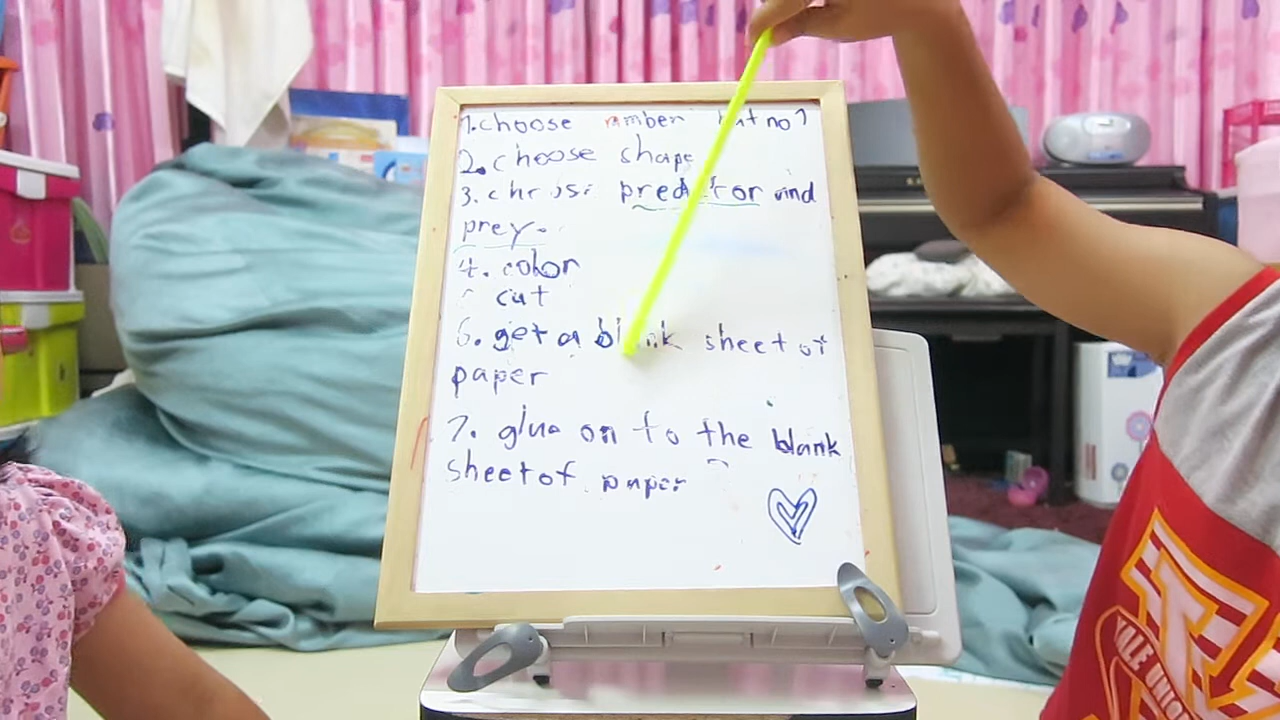 1.choose number but no 1
2.choose shape
3.choose predator and
prey.
4.color
cut
6.get a blank sheet of
paper
7. glue on to the blank
sheet of paper